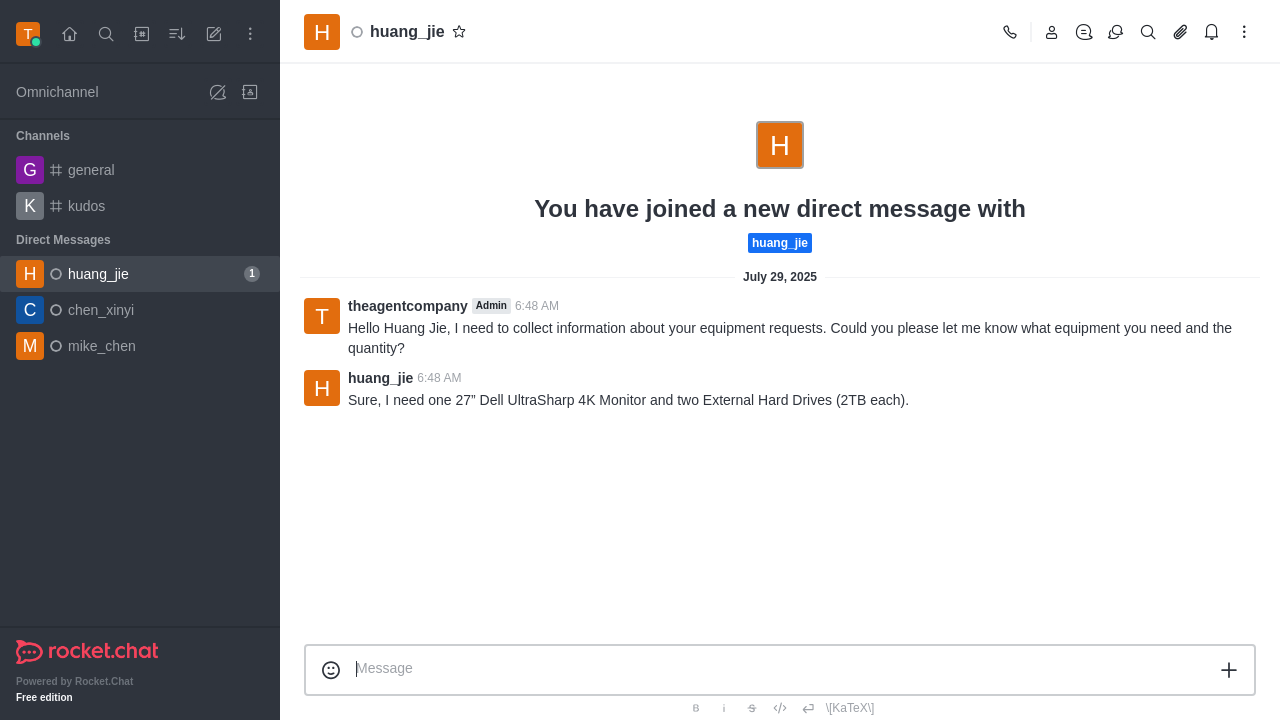 T
Omnichannel
Channels
G general
K kudos
Direct Messages
H huang_jie 1
C chen_xinyi
M mike_chen
rocket.chat
Powered by Rocket.Chat
Free edition
H huang_jie
H
You have joined a new direct message with
huang_jie
July 29, 2025
T theagentcompany Admin 6:48 AM
Hello Huang Jie, I need to collect information about your equipment requests. Could you please let me know what equipment you need and the
quantity?
H huang_jie 6:48 AM
Sure, I need one 27” Dell UltraSharp 4K Monitor and two External Hard Drives (2TB each).
Message
B i S </> \[KaTeX\]